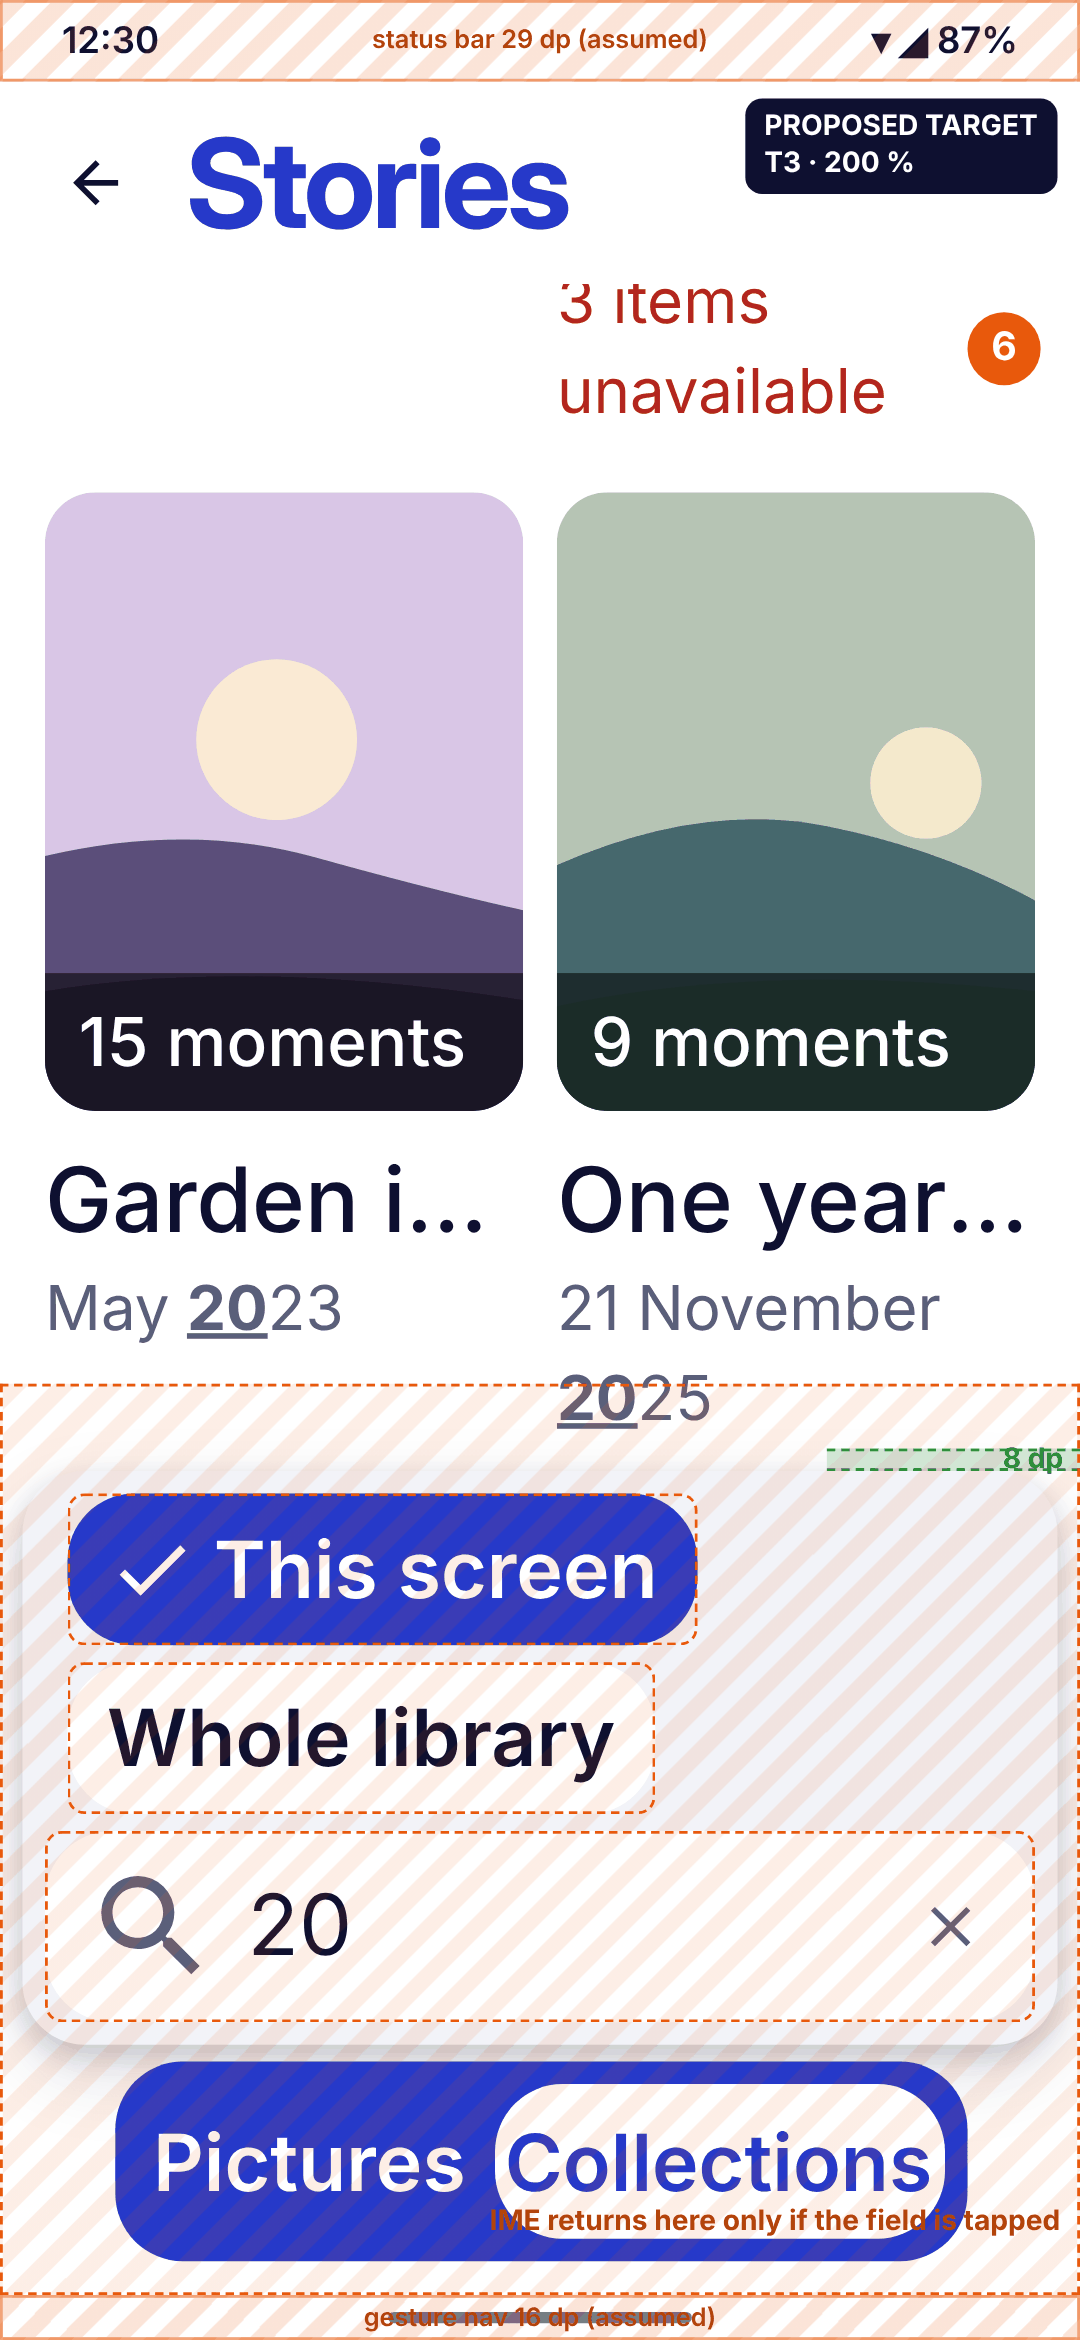 12:30
status bar 29 dp (assumed)
87%
PROPOSED TARGET
T3 · 200 %
Stories
3 items
unavailable
6
15 moments
9 moments
Garden i...
One year...
May 2023
21 November
2025
8 dp
This screen
Whole library
20
Pictures
Collections
IME returns here only if the field is tapped
gesture nav 16 dp (assumed)